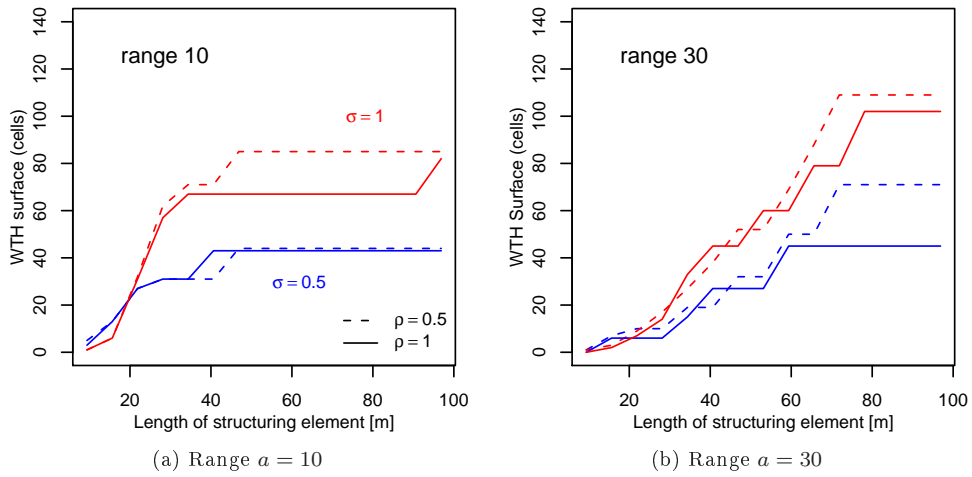 range 10
σ = 1
σ = 0.5
ρ = 0.5
ρ = 1
WTH surface (cells)
0 20 40 60 80 100 120 140
20 40 60 80 100
Length of structuring element [m]
(a) Range a = 10
range 30
WTH Surface (cells)
0 20 40 60 80 100 120 140
20 40 60 80 100
Length of structuring element [m]
(b) Range a = 30